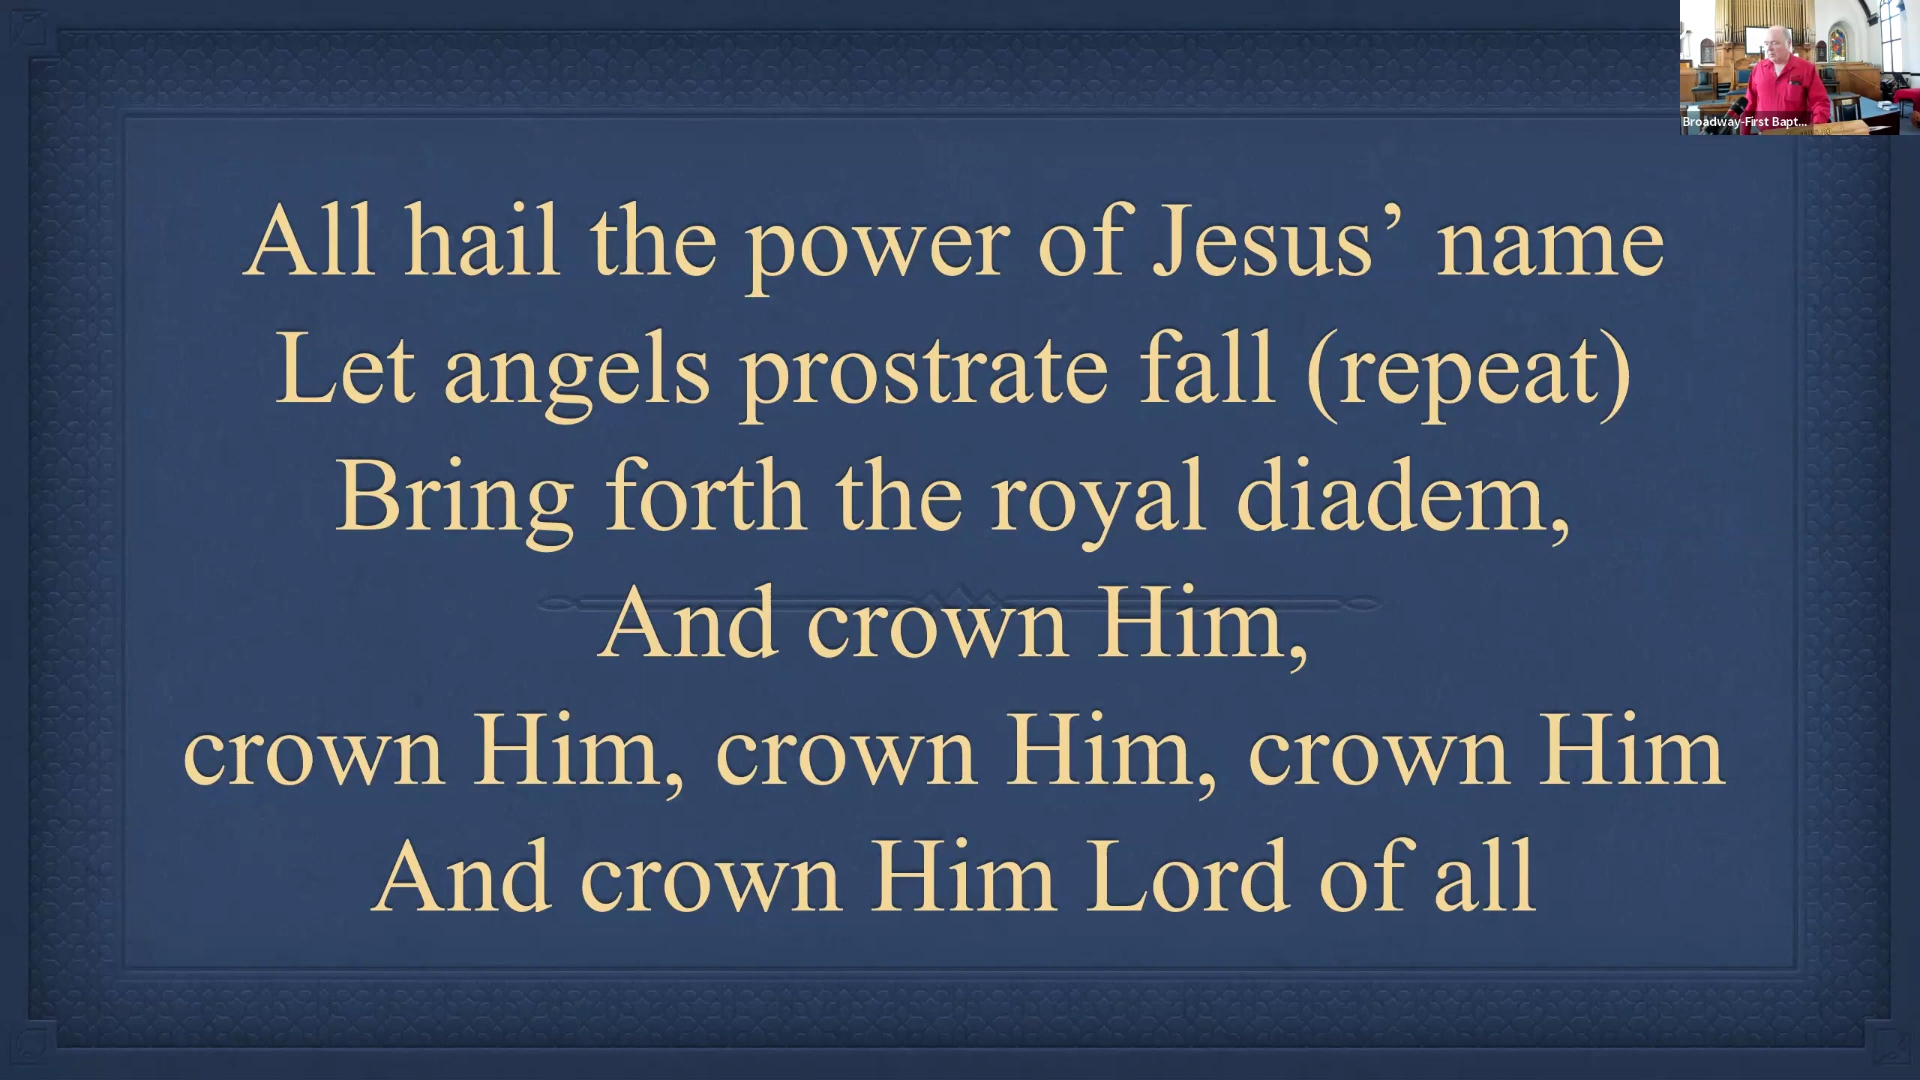 All hail the power of Jesus’ name
Let angels prostrate fall (repeat)
Bring forth the royal diadem,
And crown Him,
crown Him, crown Him, crown Him
And crown Him Lord of all
Broadway-First Bapt...